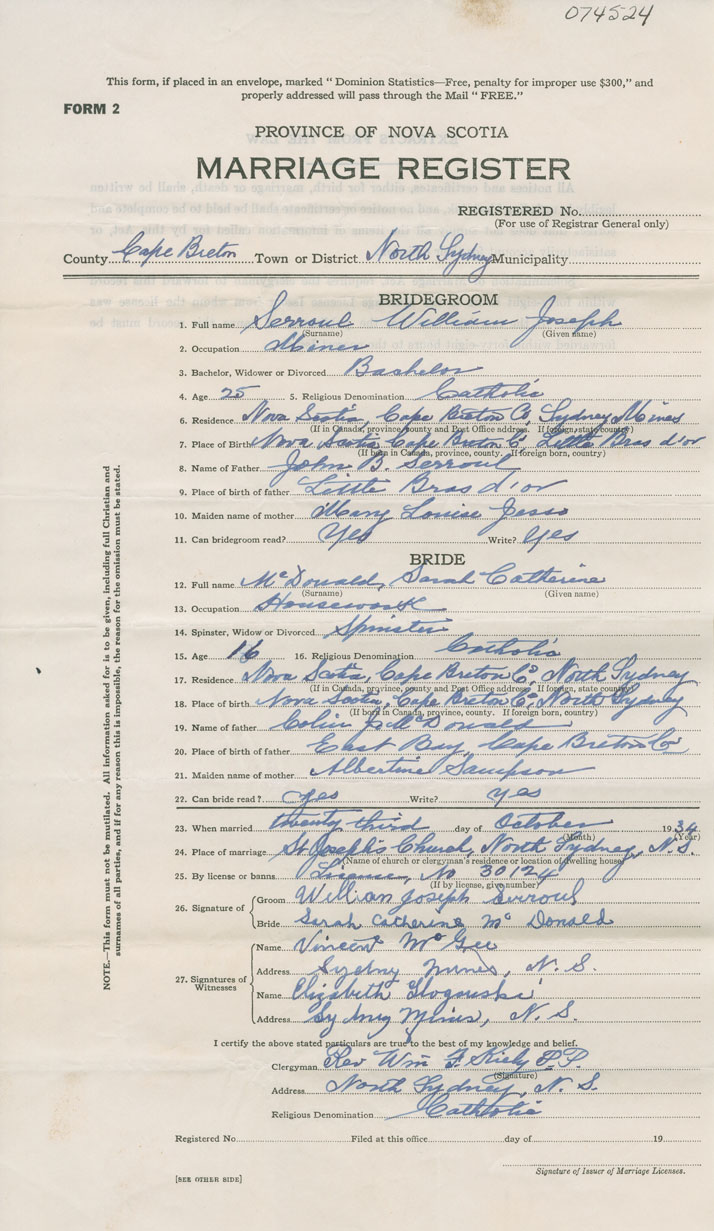 074524
This form, if placed in an envelope, marked “ Dominion Statistics—Free, penalty for improper use $300,” and
properly addressed will pass through the Mail “ FREE.”
FORM 2
PROVINCE OF NOVA SCOTIA
MARRIAGE REGISTER
REGISTERED No.
(For use of Registrar General only)
County Cape Breton Town or District North Sydney Municipality
BRIDEGROOM
1. Full name Serroul William Joseph
(Surname) (Given name)
2. Occupation Miner
3. Bachelor, Widower or Divorced Bachelor
4. Age 25 5. Religious Denomination Catholic
6. Residence Nova Scotia, Cape Breton Co, Sydney Mines
(If in Canada, province, county and Post Office address. If foreign, state country)
7. Place of Birth Nova Scotia Cape Breton Co Little Bras d'or
(If born in Canada, province, county. If foreign born, country)
8. Name of Father John B. Serroul
9. Place of birth of father Little Bras d'or
10. Maiden name of mother Mary Louise Jesso
11. Can bridegroom read? Yes Write? Yes
BRIDE
12. Full name McDonald, Sarah Catherine
(Surname) (Given name)
13. Occupation Housework
14. Spinster, Widow or Divorced Spinster
15. Age 16 16. Religious Denomination Catholic
17. Residence Nova Scotia, Cape Breton Co, North Sydney
(If in Canada, province, county and Post Office address If foreign, state country)
18. Place of birth Nova Scotia, Cape Breton Co, North Sydney
(If born in Canada, province, county. If foreign born, country)
19. Name of father Colin J. McDonald
20. Place of birth of father East Bay, Cape Breton Co
21. Maiden name of mother Albertine Sampson
22. Can bride read? yes Write? yes
23. When married twenty third day of October 1934
(Month) (Year)
24. Place of marriage St Joseph's Church, North Sydney, N.S.
(Name of church or clergyman's residence or location of dwelling house)
25. By license or banns License, No 30124
(If by license, give number)
26. Signature of
Groom William Joseph Serroul
Bride Sarah Catherine Mc Donald
27. Signatures of Witnesses
Name Vincent McGee
Address Sydney Mines, N. S.
Name Elizabeth
Address Sydney Mines, N. S.
I certify the above stated particulars are true to the best of my knowledge and belief.
Clergyman Rev Wm F. Kiely P.P.
(Signature)
Address North Sydney, N. S.
Religious Denomination Catholic
Registered No. Filed at this office day of 19
Signature of Issuer of Marriage Licenses.
[SEE OTHER SIDE]
NOTE.—This form must not be mutilated. All information asked for is to be given, including full Christian and
surnames of all parties, and if for any reason this is impossible, the reason for the omission must be stated.